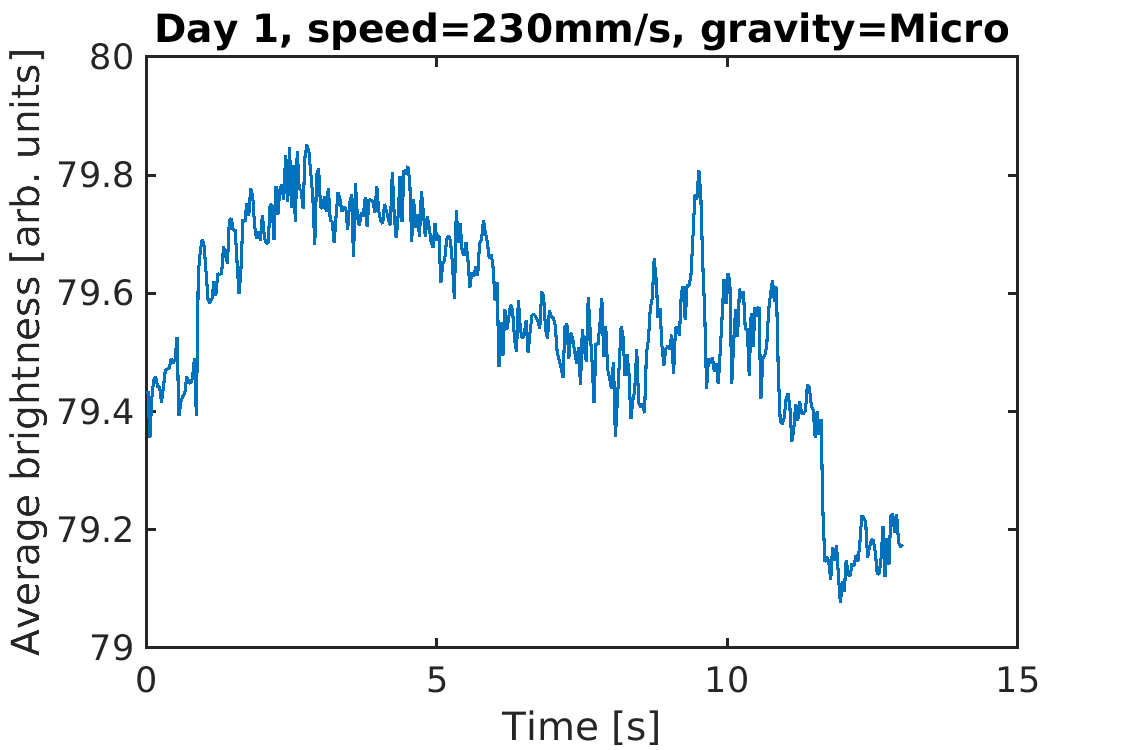 Day 1, speed=230mm/s, gravity=Micro
Average brightness [arb. units]
80
79.8
79.6
79.4
79.2
79
0 5 10 15
Time [s]